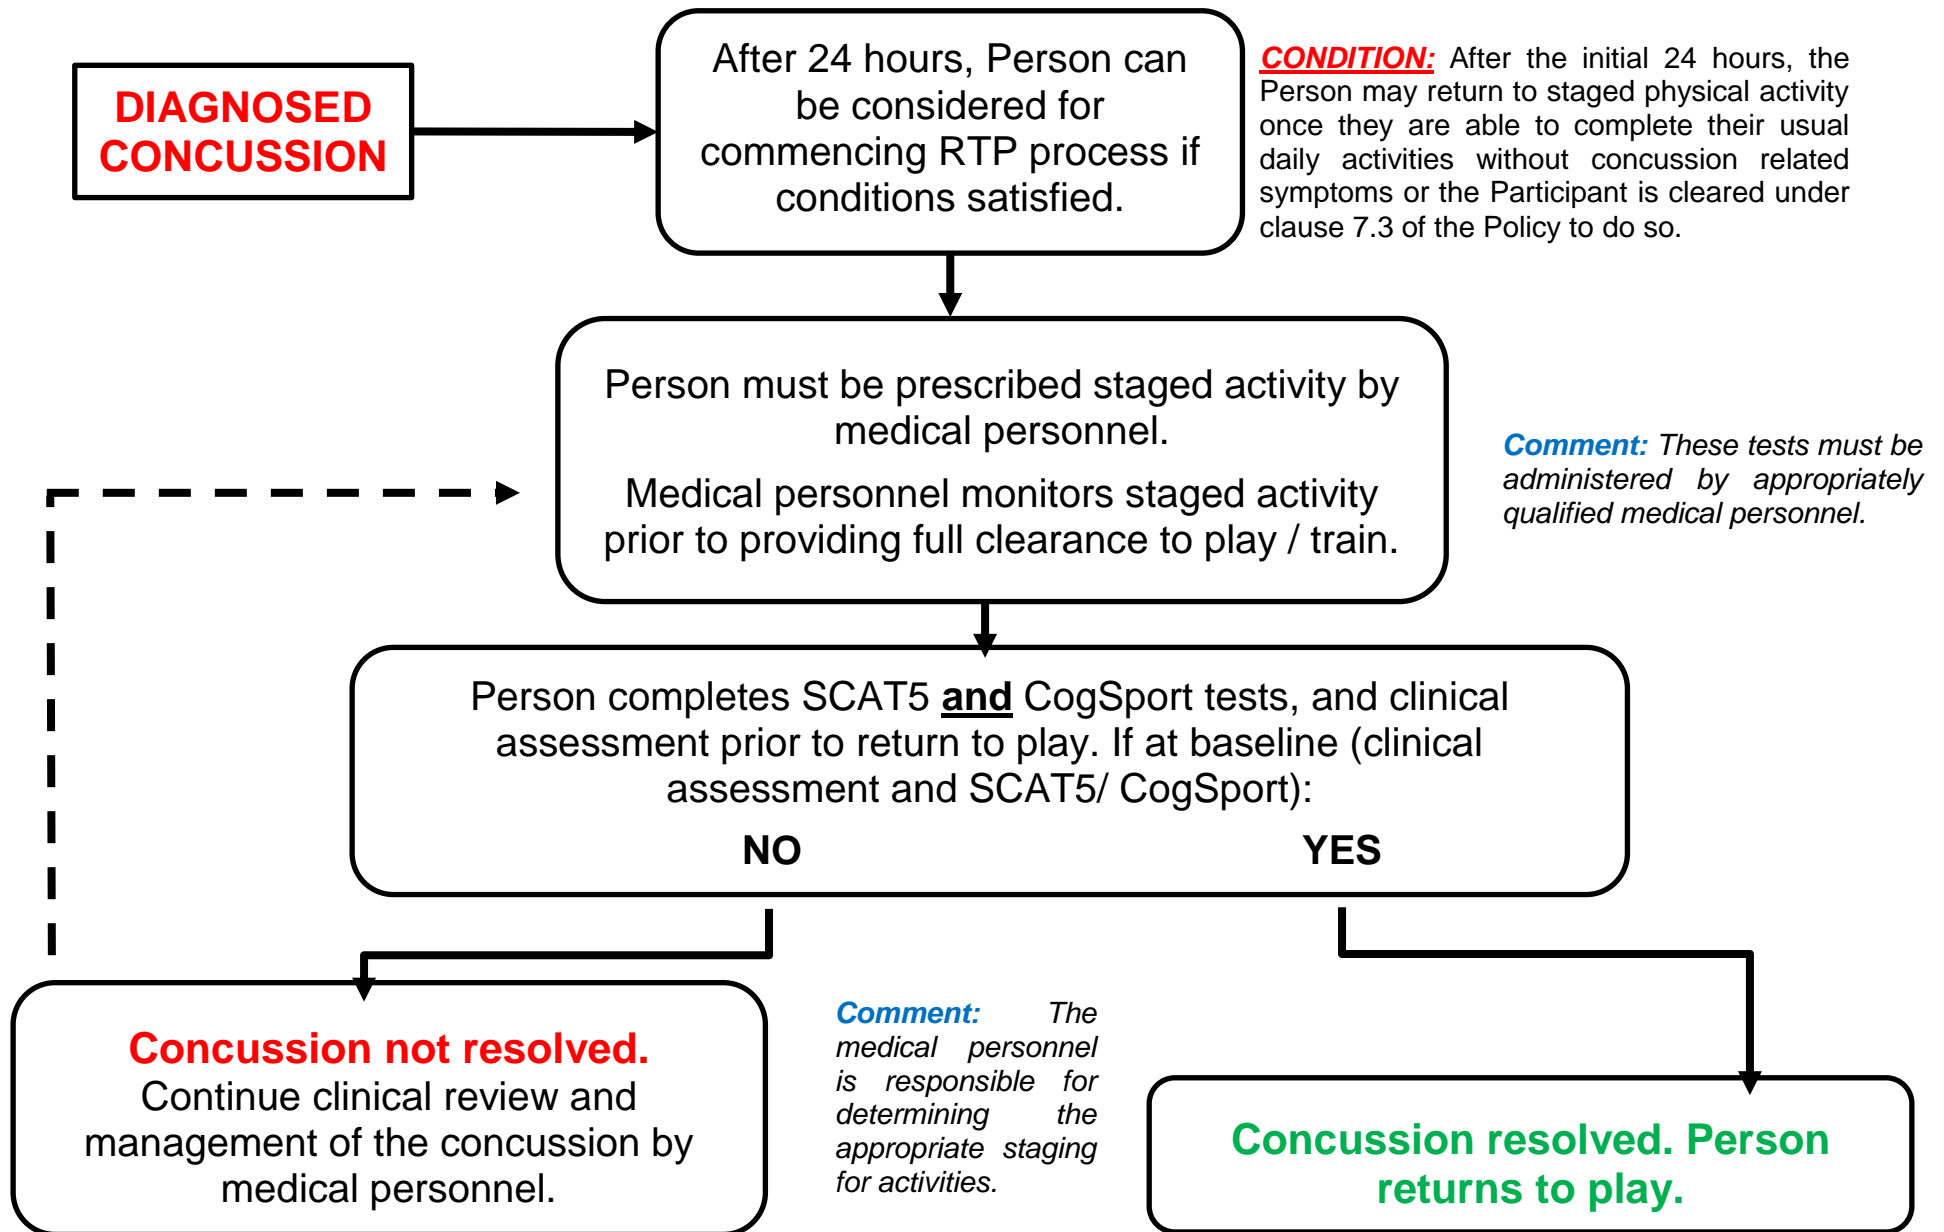 DIAGNOSED
CONCUSSION
After 24 hours, Person can
be considered for
commencing RTP process if
conditions satisfied.
CONDITION: After the initial 24 hours, the
Person may return to staged physical activity
once they are able to complete their usual
daily activities without concussion related
symptoms or the Participant is cleared under
clause 7.3 of the Policy to do so.
Person must be prescribed staged activity by
medical personnel.
Medical personnel monitors staged activity
prior to providing full clearance to play / train.
Comment: These tests must be
administered by appropriately
qualified medical personnel.
Person completes SCAT5 and CogSport tests, and clinical
assessment prior to return to play. If at baseline (clinical
assessment and SCAT5/ CogSport):
NO YES
Concussion not resolved.
Continue clinical review and
management of the concussion by
medical personnel.
Comment: The
medical personnel
is responsible for
determining the
appropriate staging
for activities.
Concussion resolved. Person
returns to play.